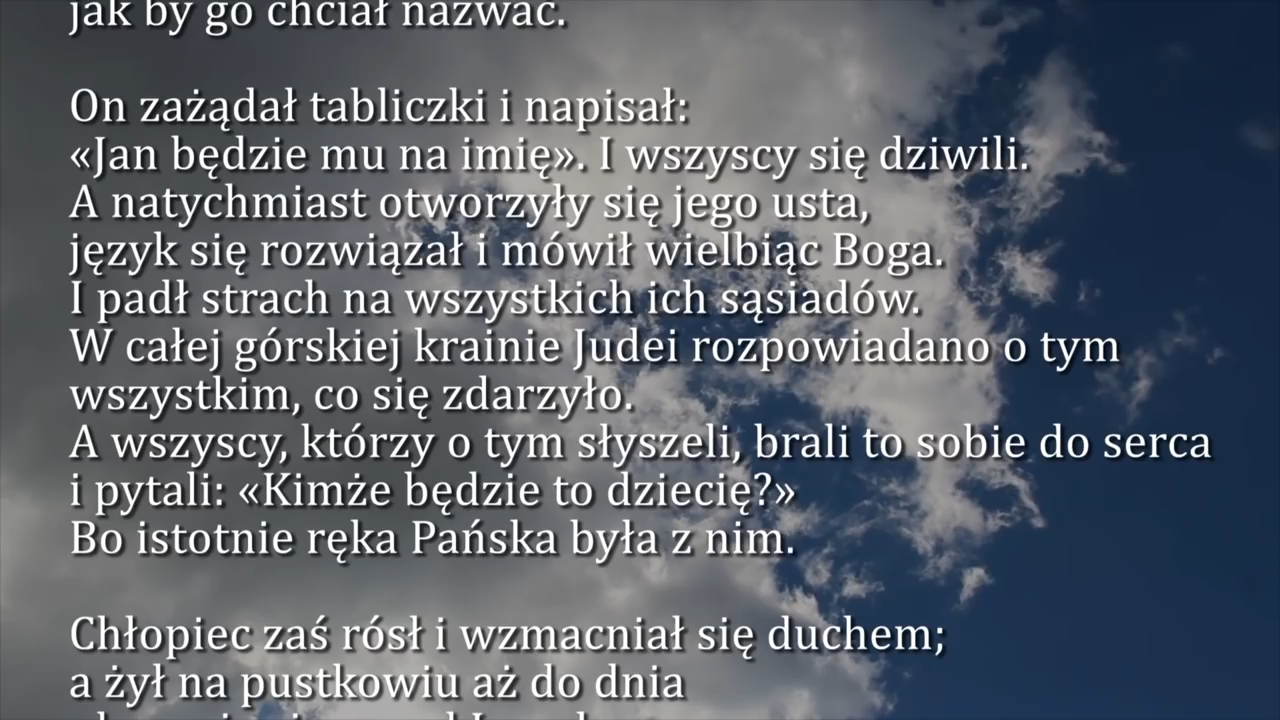 jak by go chciał nazwać.
On zażądał tabliczki i napisał:
«Jan będzie mu na imię». I wszyscy się dziwili.
A natychmiast otworzyły się jego usta,
język się rozwiązał i mówił wielbiąc Boga.
I padł strach na wszystkich ich sąsiadów.
W całej górskiej krainie Judei rozpowiadano o tym
wszystkim, co się zdarzyło.
A wszyscy, którzy o tym słyszeli, brali to sobie do serca
i pytali: «Kimże będzie to dziecię?»
Bo istotnie ręka Pańska była z nim.
Chłopiec zaś rósł i wzmacniał się duchem;
a żył na pustkowiu aż do dnia